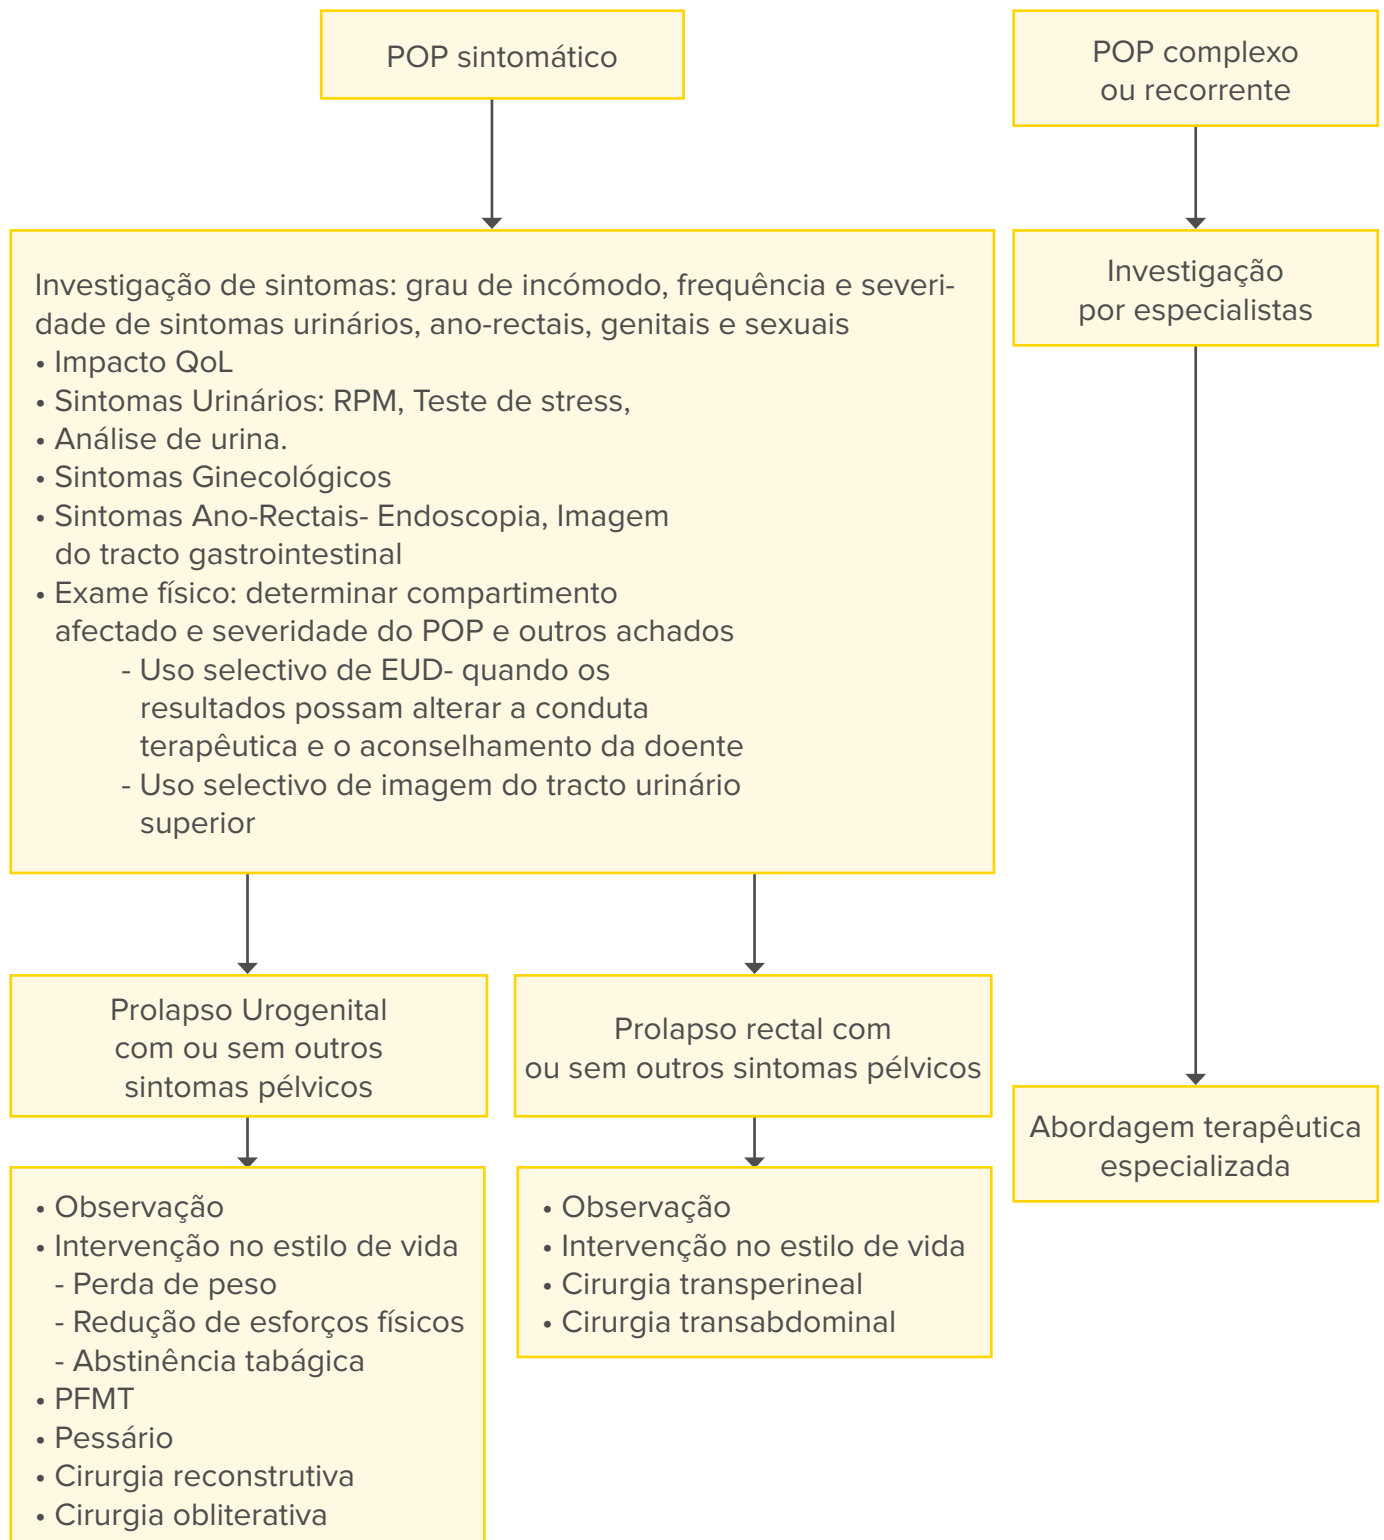 POP sintomático
POP complexo
ou recorrente
Investigação de sintomas: grau de incómodo, frequência e severi-
dade de sintomas urinários, ano-rectais, genitais e sexuais
• Impacto QoL
• Sintomas Urinários: RPM, Teste de stress,
• Análise de urina.
• Sintomas Ginecológicos
• Sintomas Ano-Rectais- Endoscopia, Imagem
do tracto gastrointestinal
• Exame físico: determinar compartimento
afectado e severidade do POP e outros achados
- Uso selectivo de EUD- quando os
resultados possam alterar a conduta
terapêutica e o aconselhamento da doente
- Uso selectivo de imagem do tracto urinário
superior
Investigação
por especialistas
Prolapso Urogenital
com ou sem outros
sintomas pélvicos
Prolapso rectal com
ou sem outros sintomas pélvicos
Abordagem terapêutica
especializada
• Observação
• Intervenção no estilo de vida
- Perda de peso
- Redução de esforços físicos
- Abstinência tabágica
• PFMT
• Pessário
• Cirurgia reconstrutiva
• Cirurgia obliterativa
• Observação
• Intervenção no estilo de vida
• Cirurgia transperineal
• Cirurgia transabdominal